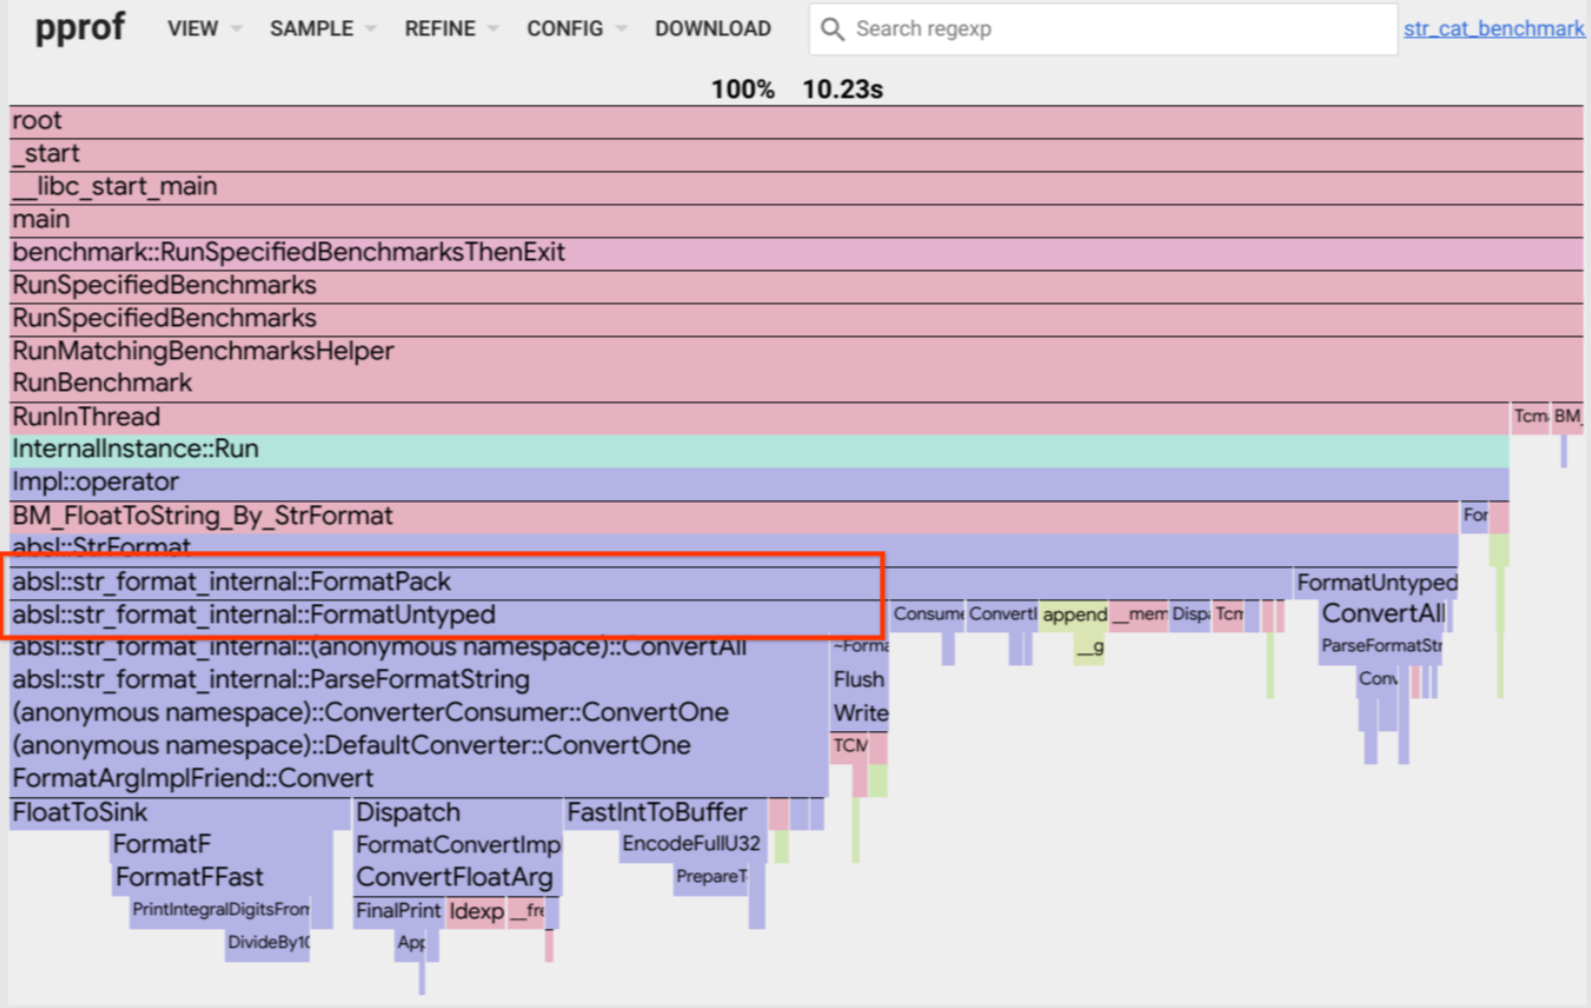 pprof VIEW SAMPLE REFINE CONFIG DOWNLOAD Search regexp str_cat_benchmark
100% 10.23s
root
_start
__libc_start_main
main
benchmark::RunSpecifiedBenchmarksThenExit
RunSpecifiedBenchmarks
RunSpecifiedBenchmarks
RunMatchingBenchmarksHelper
RunBenchmark
RunInThread Tcm BM_
InternalInstance::Run
Impl::operator
BM_FloatToString_By_StrFormat For
absl::StrFormat
absl::str_format_internal::FormatPack FormatUntyped
absl::str_format_internal::FormatUntyped Consume ConvertI append __mem Disp Tcm ConvertAll
absl::str_format_internal::(anonymous namespace)::ConvertAll ~Forma __g ParseFormatStr
absl::str_format_internal::ParseFormatString Flush Conv
(anonymous namespace)::ConverterConsumer::ConvertOne Write
(anonymous namespace)::DefaultConverter::ConvertOne TCM
FormatArgImplFriend::Convert
FloatToSink Dispatch FastIntToBuffer
FormatF FormatConvertImp EncodeFullU32
FormatFFast ConvertFloatArg PrepareT
PrintIntegralDigitsFrom FinalPrint ldexp __fre
DivideBy10 App